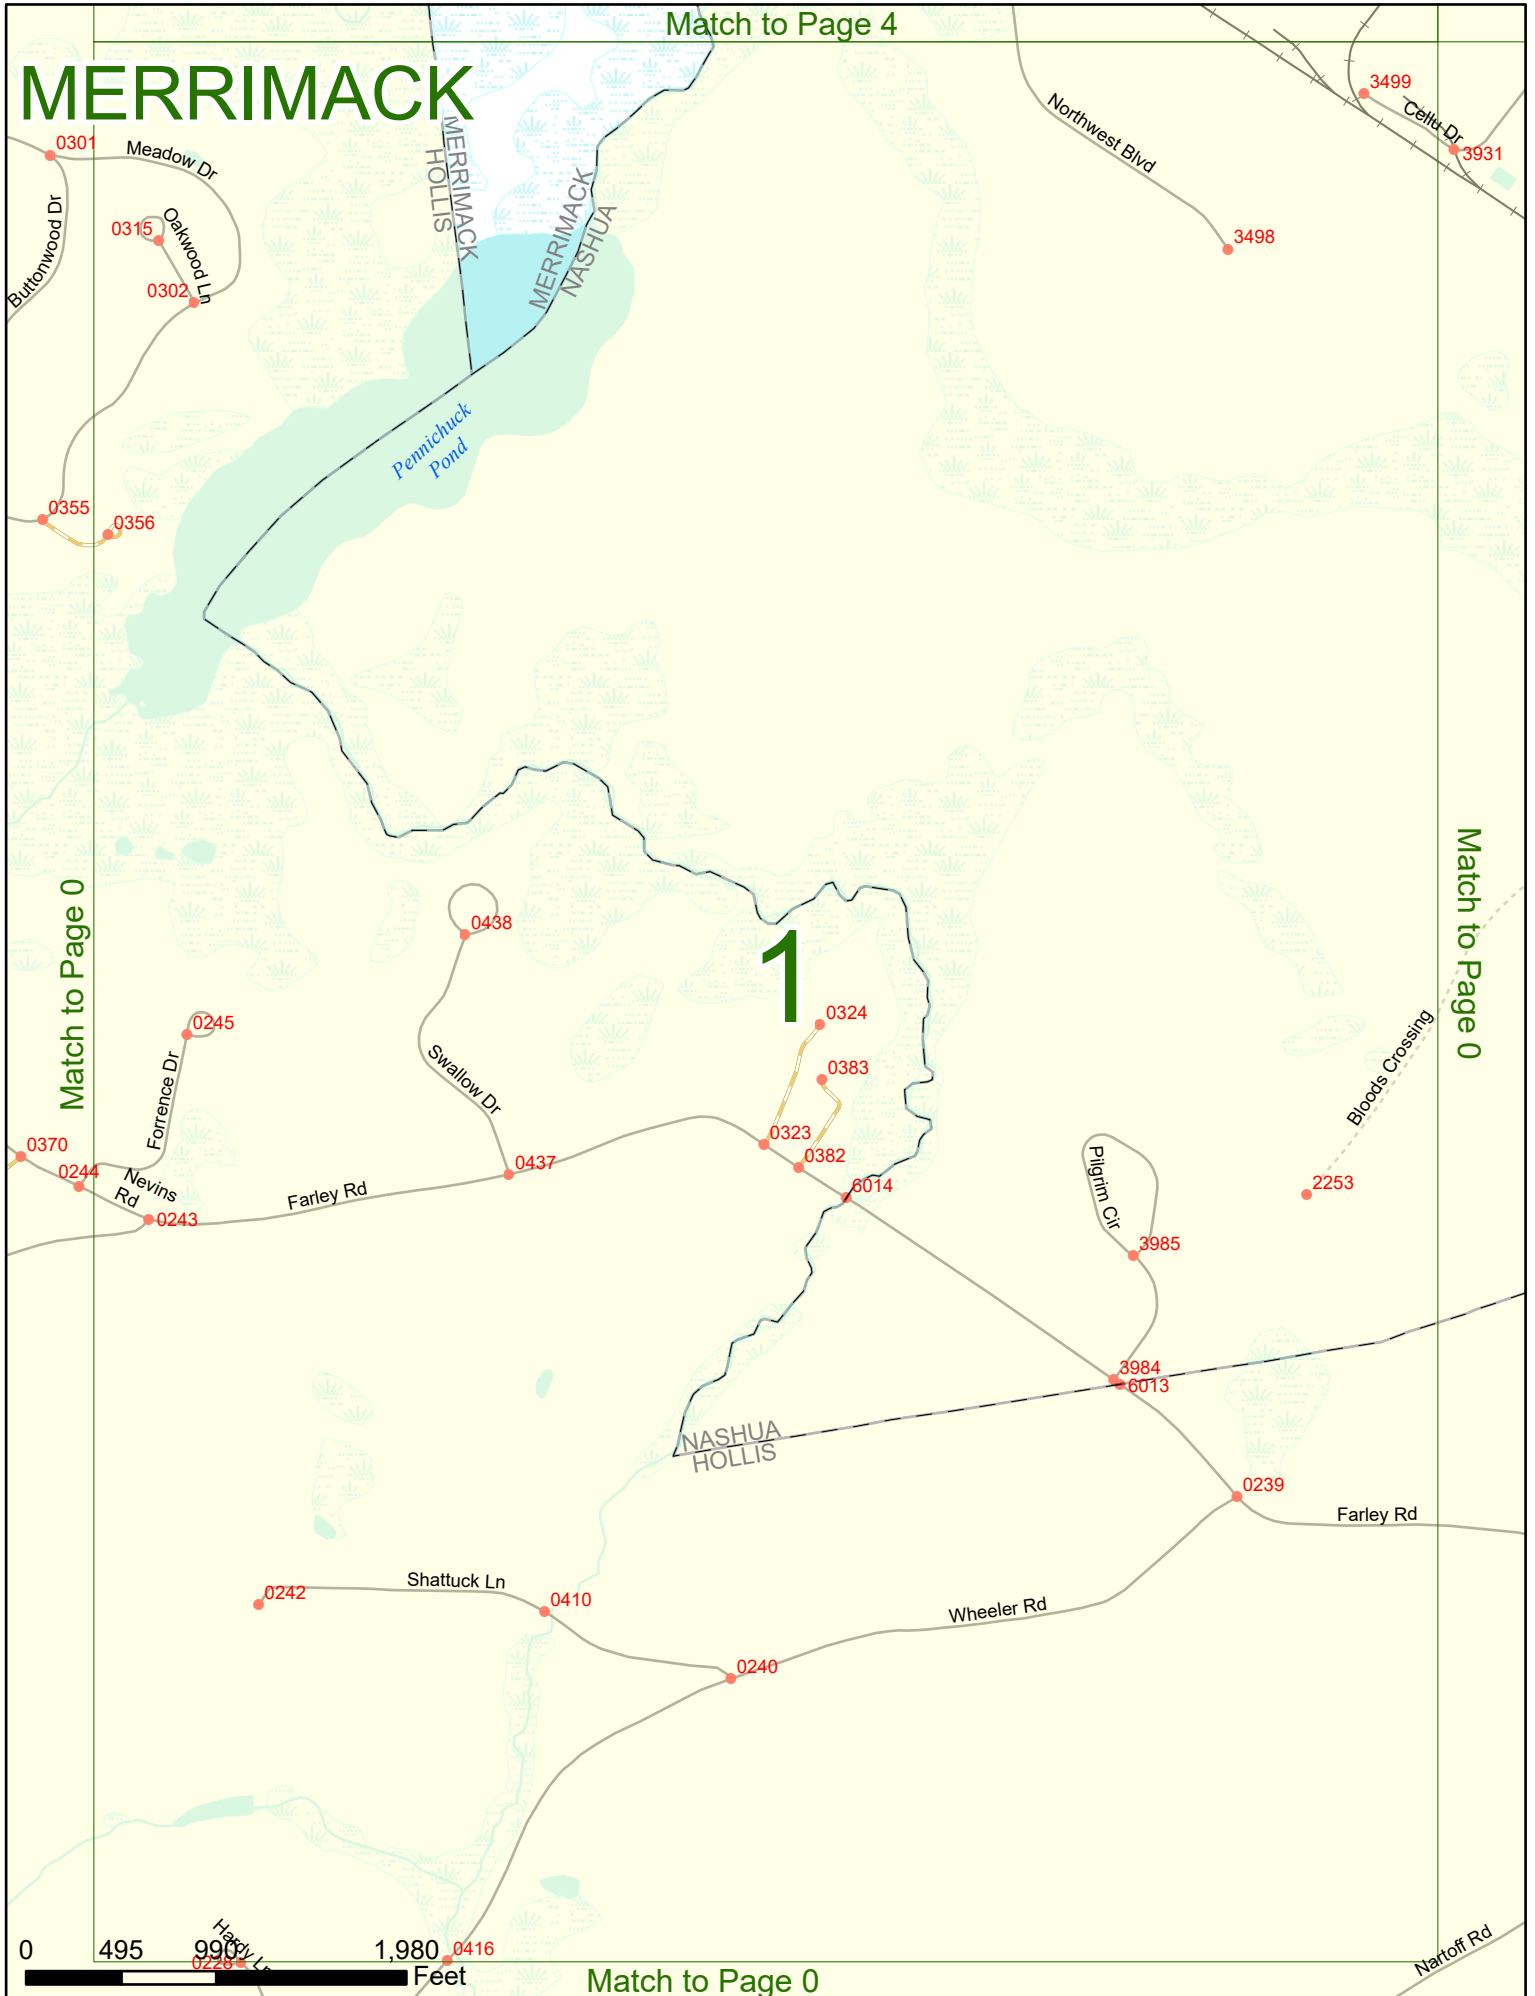 Match to Page 4
MERRIMACK
3499
Cellu Dr
3931
Northwest Blvd
3498
0301
Meadow Dr
MERRIMACK
HOLLIS
MERRIMACK
NASHUA
Buttonwood Dr
0315
Oakwood Ln
0302
Pennichuck
Pond
0355
0356
Match to Page 0
Match to Page 0
0438
1
0324
0245
Swallow Dr
0383
Bloods Crossing
Forrence Dr
0323
0370
0244
Nevins
Rd
0437
0382
Pilgrim Cir
Farley Rd
6014
2253
0243
3985
3984
6013
NASHUA
HOLLIS
0239
Farley Rd
Shattuck Ln
0242
0410
Wheeler Rd
0240
Hardy Ln
0228
0416
Nartoff Rd
0 495 990 1,980
Feet
Match to Page 0